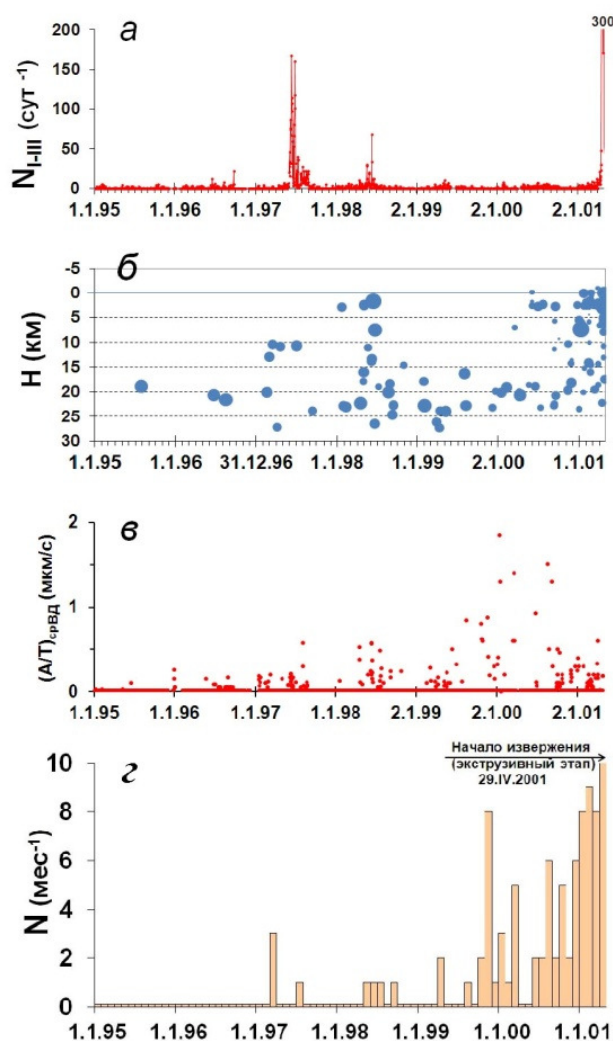 а
300
200
150
100
50
0
N I-III (сут -1)
1.1.95 1.1.96 1.1.97 1.1.98 2.1.99 2.1.00 2.1.01
б
-5
0
5
10
15
20
25
30
H (км)
1.1.95 1.1.96 31.12.96 1.1.98 1.1.99 2.1.00 1.1.01
в
2
1
0
(A/T)срВД (мкм/с)
1.1.95 1.1.96 1.1.97 1.1.98 2.1.99 2.1.00 2.1.01
г
Начало извержения
(экструзивный этап)
29.IV.2001
10
8
6
4
2
0
N (мес-1)
1.1.95 1.1.96 1.1.97 1.1.98 1.1.99 1.1.00 1.1.01